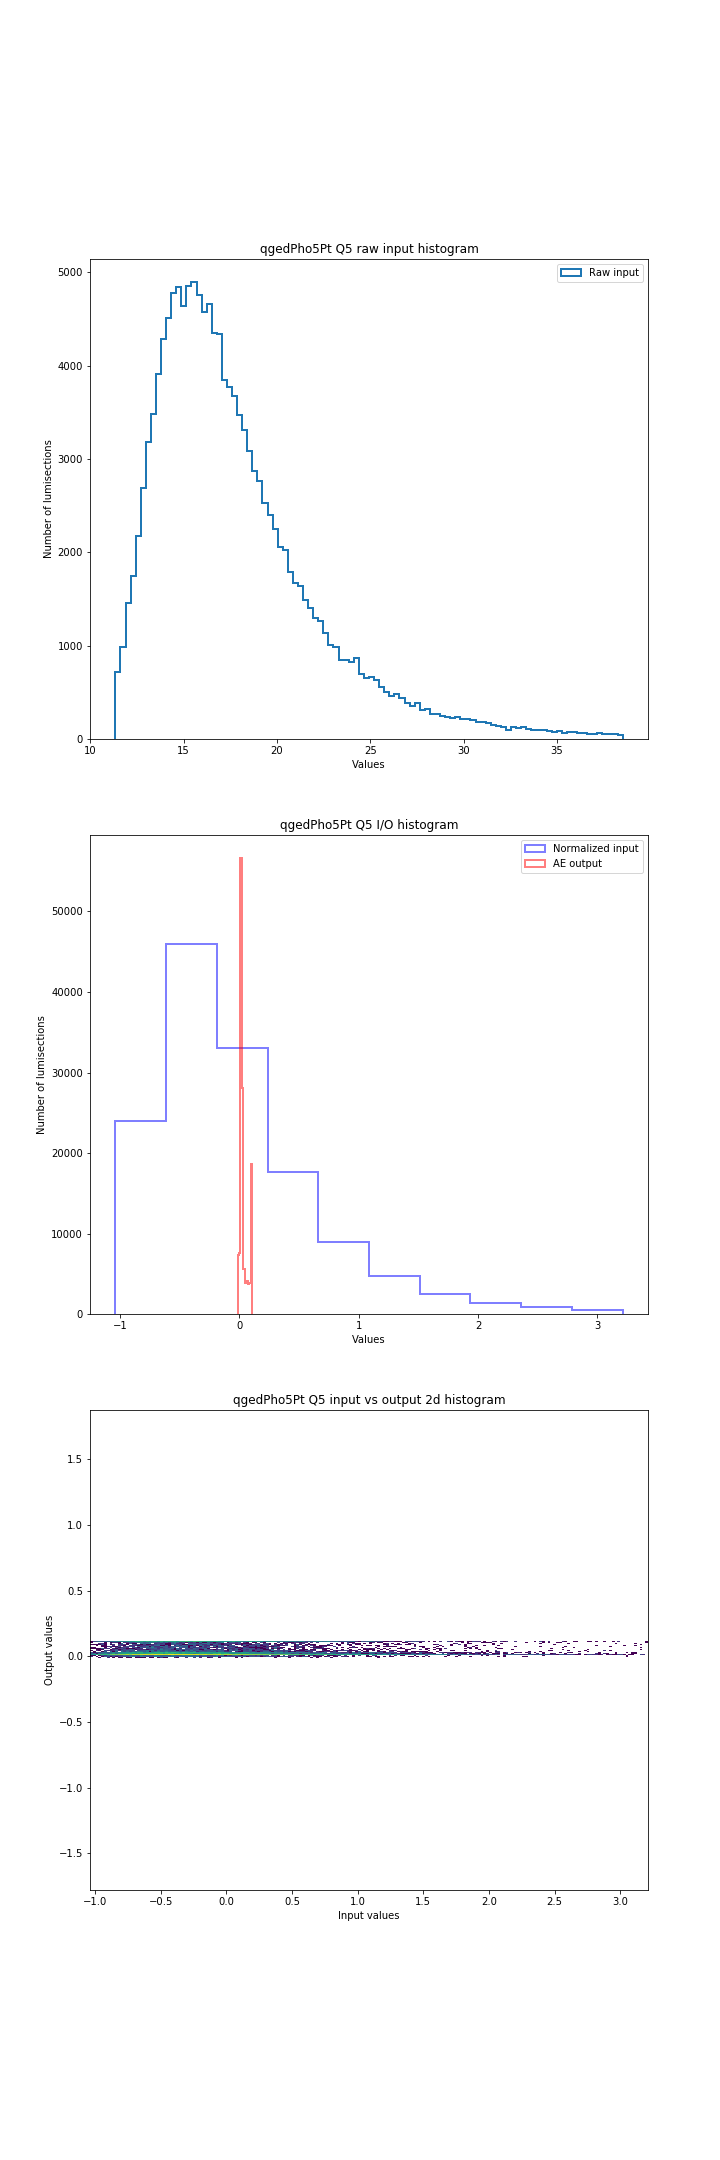 qgedPho5Pt Q5 raw input histogram
Raw input
5000
4000
3000
2000
1000
0
Number of lumisections
10 15 20 25 30 35
Values
qgedPho5Pt Q5 I/O histogram
Normalized input
AE output
50000
40000
30000
20000
10000
0
Number of lumisections
−1 0 1 2 3
Values
qgedPho5Pt Q5 input vs output 2d histogram
1.5
1.0
0.5
0.0
−0.5
−1.0
−1.5
Output values
−1.0 −0.5 0.0 0.5 1.0 1.5 2.0 2.5 3.0
Input values